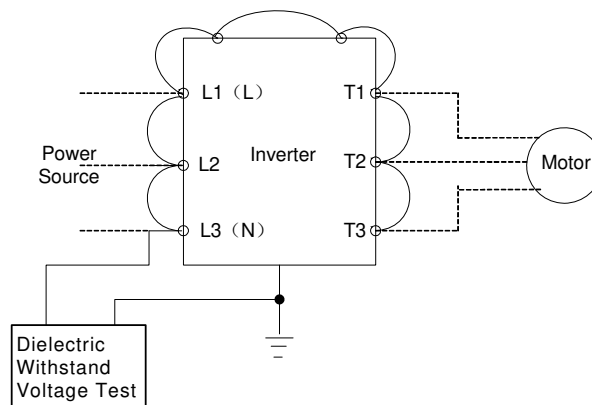 L1（L） T1
Power
Source
L2
Inverter
T2
Motor
L3（N） T3
Dielectric
Withstand
Voltage Test